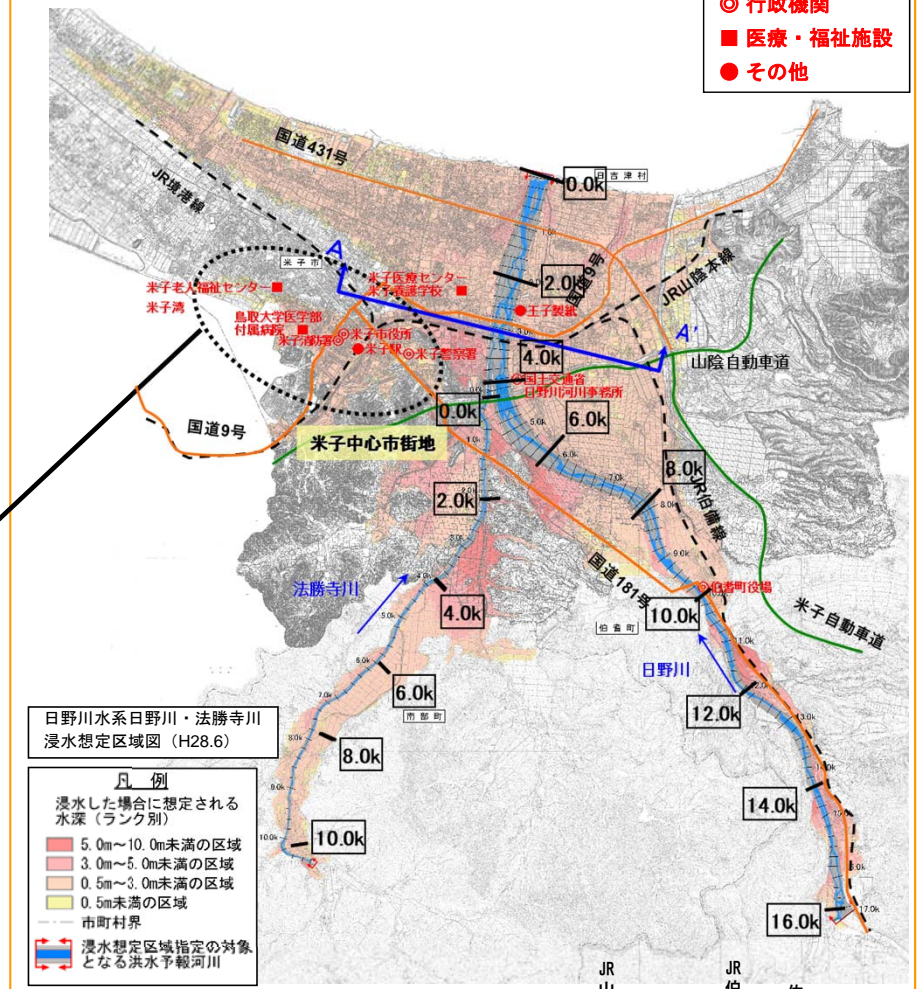 ◎ 行政機関
■ 医療・福祉施設
● その他
国道431号
JR境港線
0.0k
日吉津村
2.0k
国道9号
JR山陰本線
A
米子市
米子医療センター
米子養護学校
米子老人福祉センター
米子湾
王子製紙
鳥取大学医学部
付属病院
米子市役所
米子消防署
米子駅
米子警察署
A'
山陰自動車道
4.0k
国土交通省
日野川河川事務所
0.0k
6.0k
国道9号
米子中心市街地
8.0k
JR伯備線
2.0k
国道181号
法勝寺川
4.0k
伯耆町役場
10.0k
伯耆町
米子自動車道
日野川
6.0k
12.0k
南部町
8.0k
14.0k
10.0k
16.0k
17.0k
日野川水系日野川・法勝寺川
浸水想定区域図（H28.6）
凡 例
浸水した場合に想定される
水深（ランク別）
5.0m～10.0m未満の区域
3.0m～5.0m未満の区域
0.5m～3.0m未満の区域
0.5m未満の区域
市町村界
浸水想定区域指定の対象
となる洪水予報河川
JR
山
JR
伯